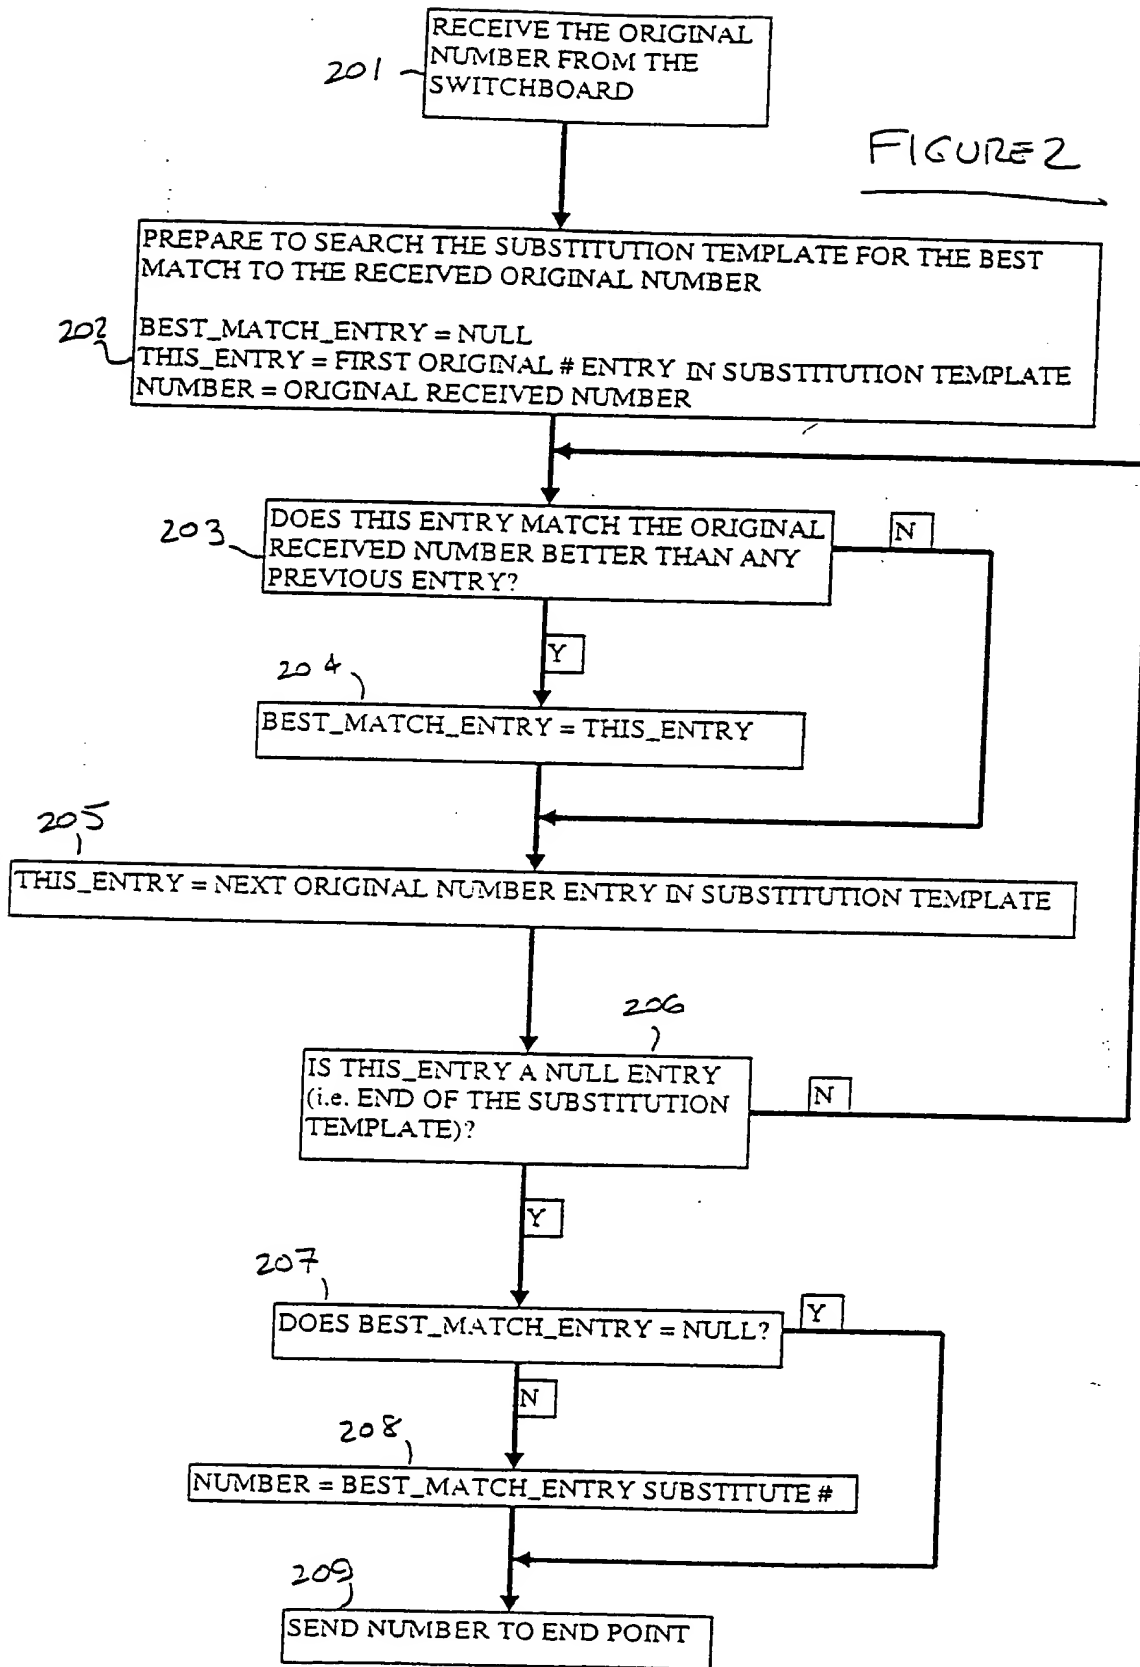 RECEIVE THE ORIGINAL
NUMBER FROM THE
SWITCHBOARD
201
FIGURE 2
PREPARE TO SEARCH THE SUBSTITUTION TEMPLATE FOR THE BEST
MATCH TO THE RECEIVED ORIGINAL NUMBER
BEST_MATCH_ENTRY = NULL
THIS_ENTRY = FIRST ORIGINAL # ENTRY IN SUBSTITUTION TEMPLATE
NUMBER = ORIGINAL RECEIVED NUMBER
202
DOES THIS ENTRY MATCH THE ORIGINAL
RECEIVED NUMBER BETTER THAN ANY
PREVIOUS ENTRY?
203
N
Y
204
BEST_MATCH_ENTRY = THIS_ENTRY
205
THIS_ENTRY = NEXT ORIGINAL NUMBER ENTRY IN SUBSTITUTION TEMPLATE
206
IS THIS_ENTRY A NULL ENTRY
(i.e. END OF THE SUBSTITUTION
TEMPLATE)?
N
Y
207
DOES BEST_MATCH_ENTRY = NULL?
Y
N
208
NUMBER = BEST_MATCH_ENTRY SUBSTITUTE #
209
SEND NUMBER TO END POINT